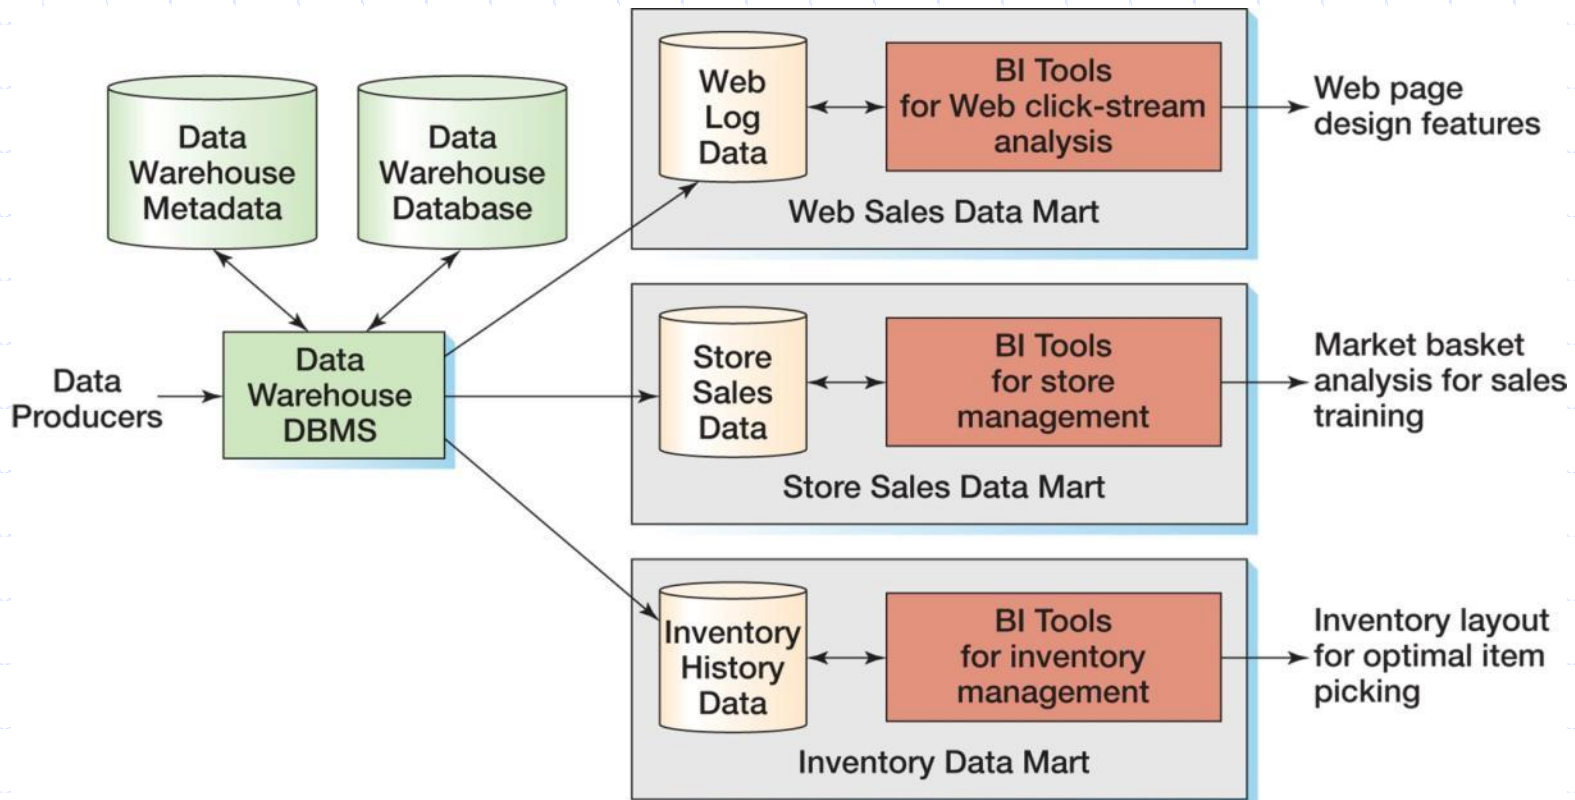 Data
Warehouse
Metadata
Data
Warehouse
Database
Data
Producers
Data
Warehouse
DBMS
Web
Log
Data
BI Tools
for Web click-stream
analysis
Web Sales Data Mart
Web page
design features
Store
Sales
Data
BI Tools
for store
management
Store Sales Data Mart
Market basket
analysis for sales
training
Inventory
History
Data
BI Tools
for inventory
management
Inventory Data Mart
Inventory layout
for optimal item
picking